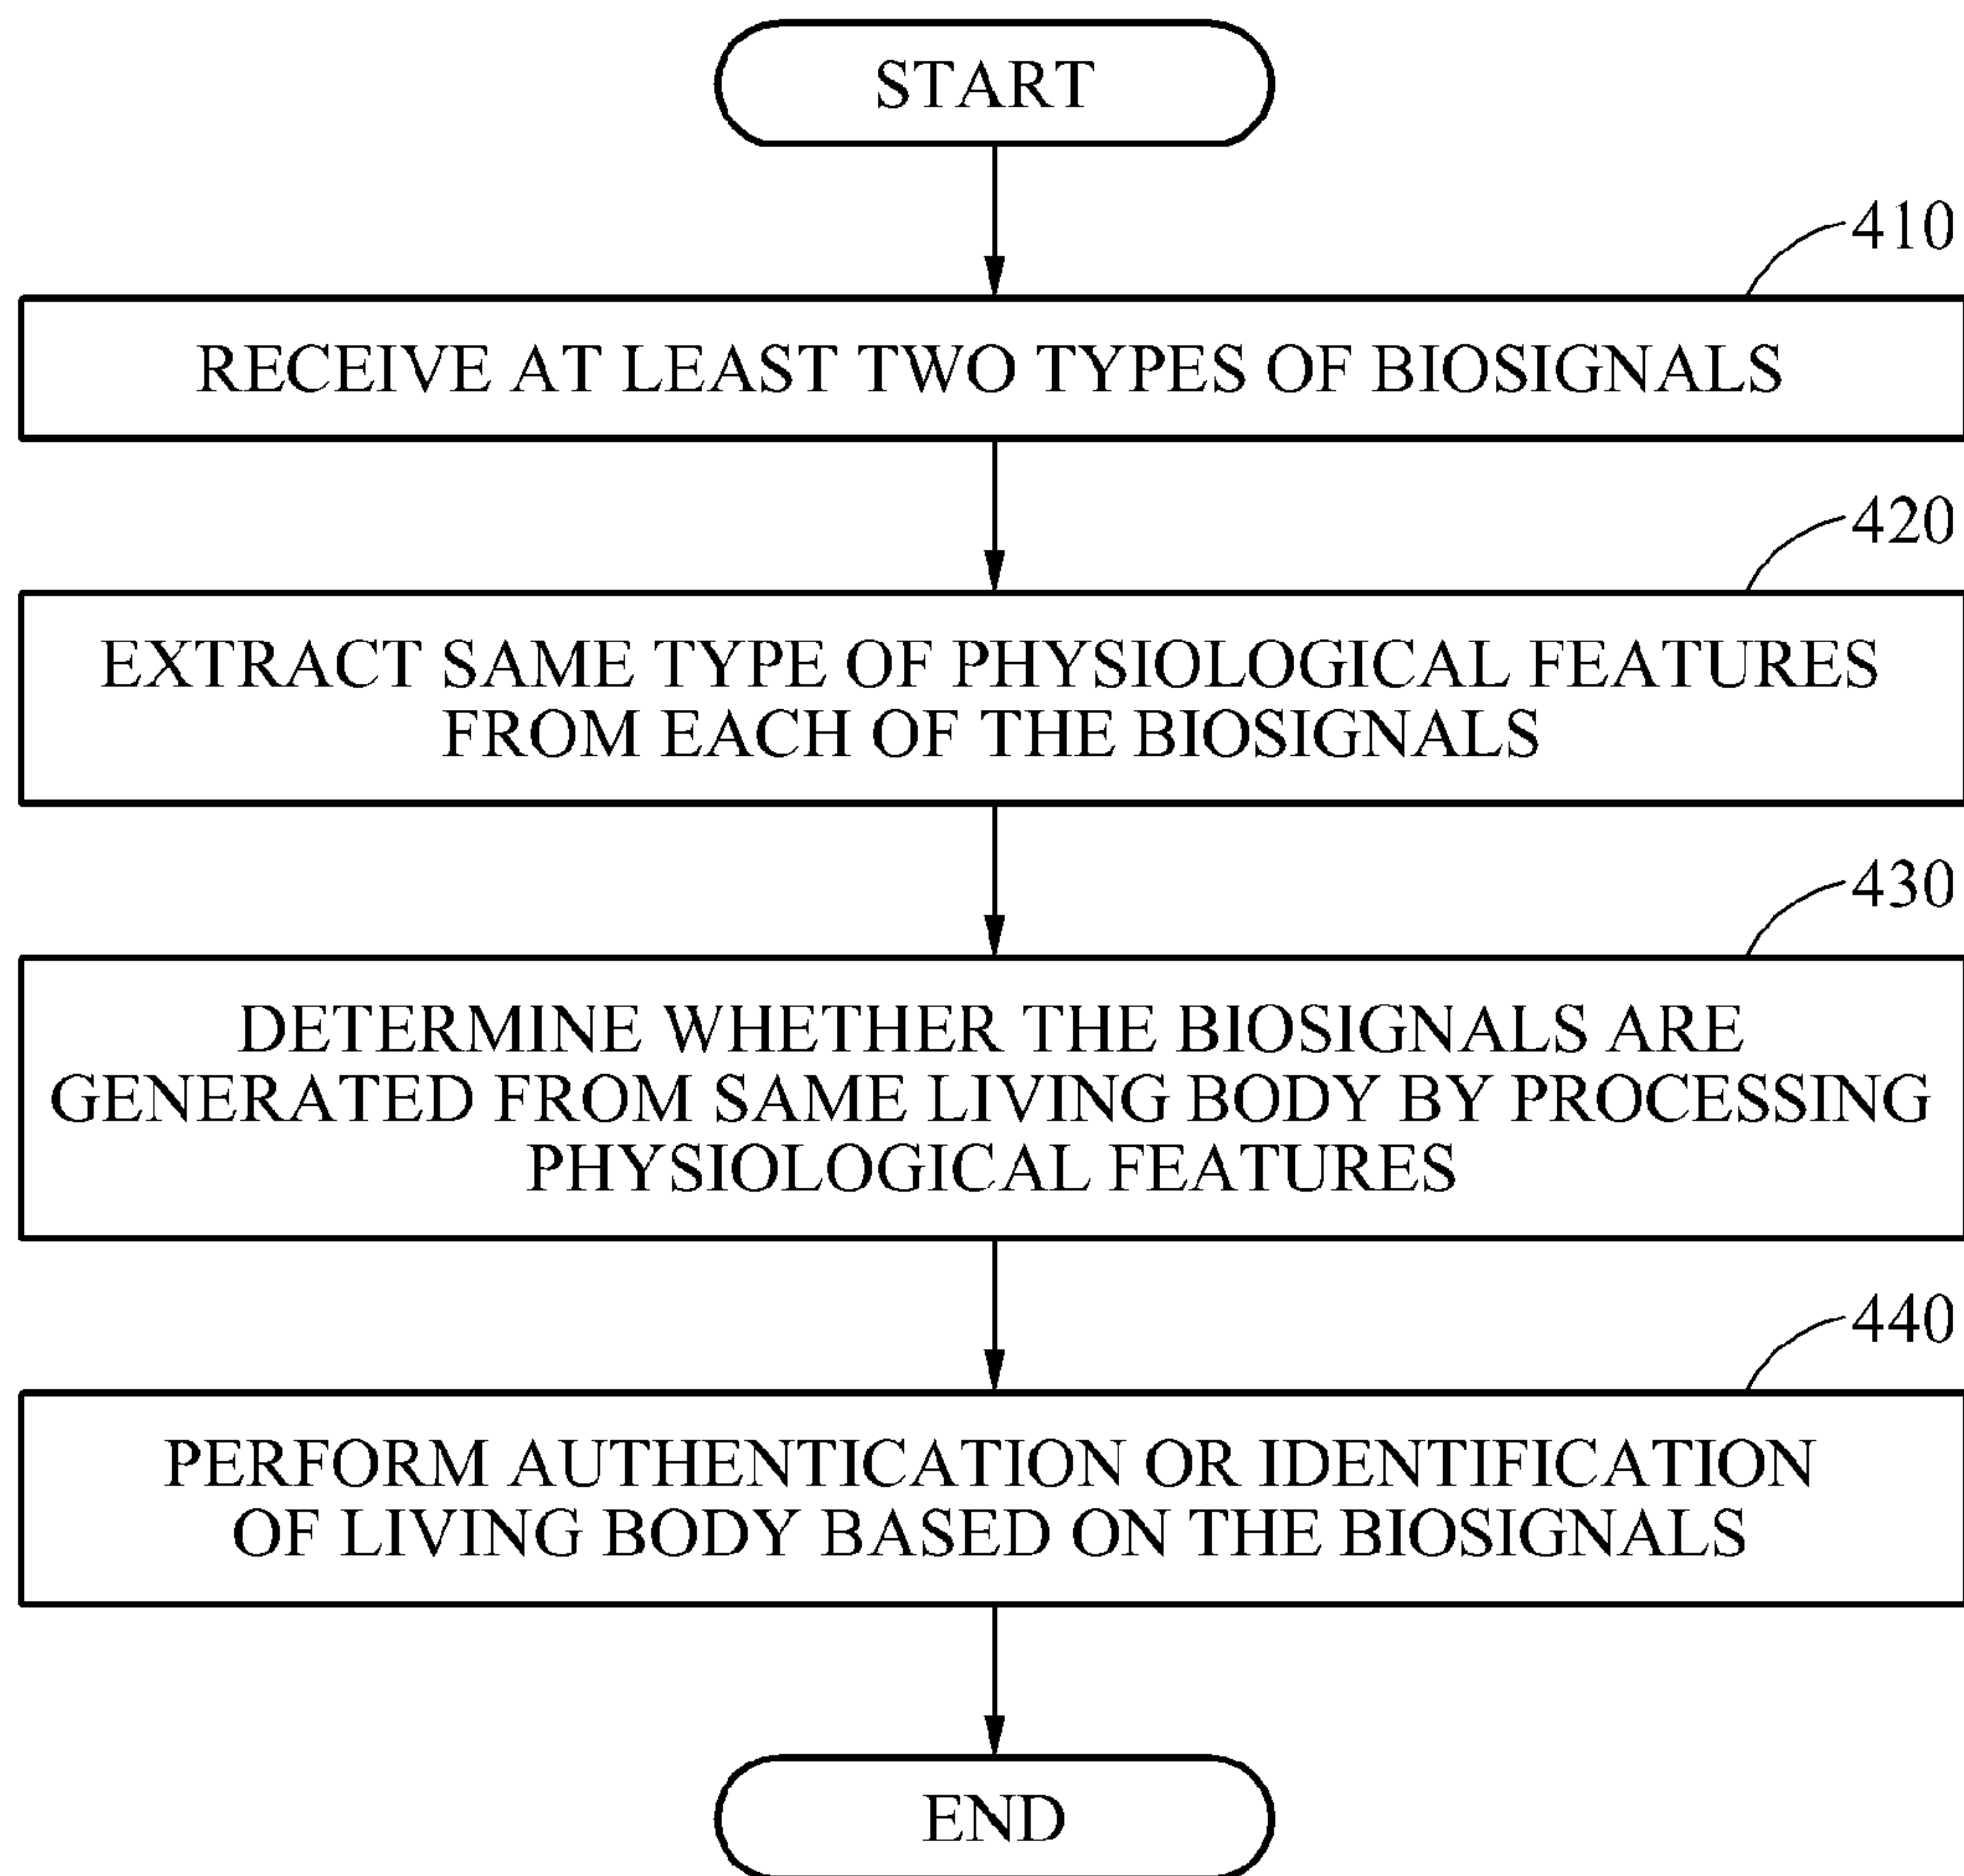 START
410
RECEIVE AT LEAST TWO TYPES OF BIOSIGNALS
420
EXTRACT SAME TYPE OF PHYSIOLOGICAL FEATURES
FROM EACH OF THE BIOSIGNALS
430
DETERMINE WHETHER THE BIOSIGNALS ARE
GENERATED FROM SAME LIVING BODY BY PROCESSING
PHYSIOLOGICAL FEATURES
440
PERFORM AUTHENTICATION OR IDENTIFICATION
OF LIVING BODY BASED ON THE BIOSIGNALS
END